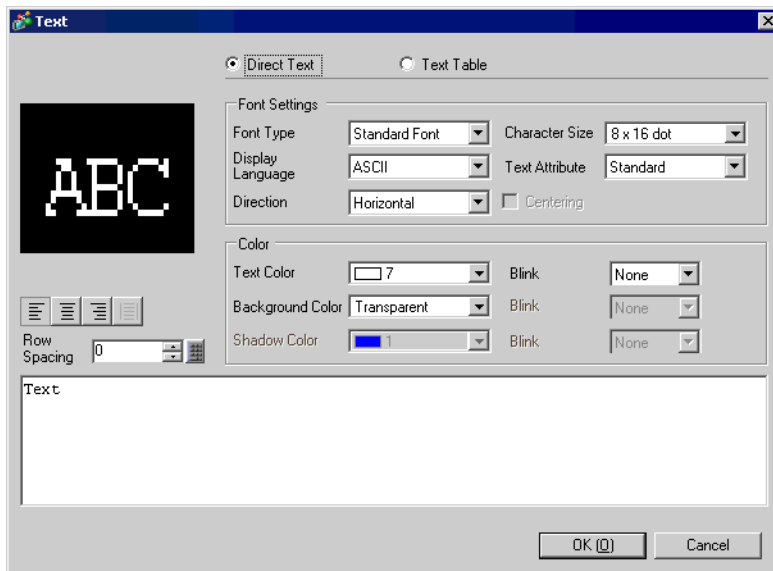 Text
Direct Text Text Table
Font Settings
Font Type Standard Font Character Size 8 x 16 dot
Display Language ASCII Text Attribute Standard
Direction Horizontal Centering
ABC
Color
Text Color 7 Blink None
Background Color Transparent Blink None
Shadow Color 1 Blink None
Row Spacing 0
Text
OK (O) Cancel